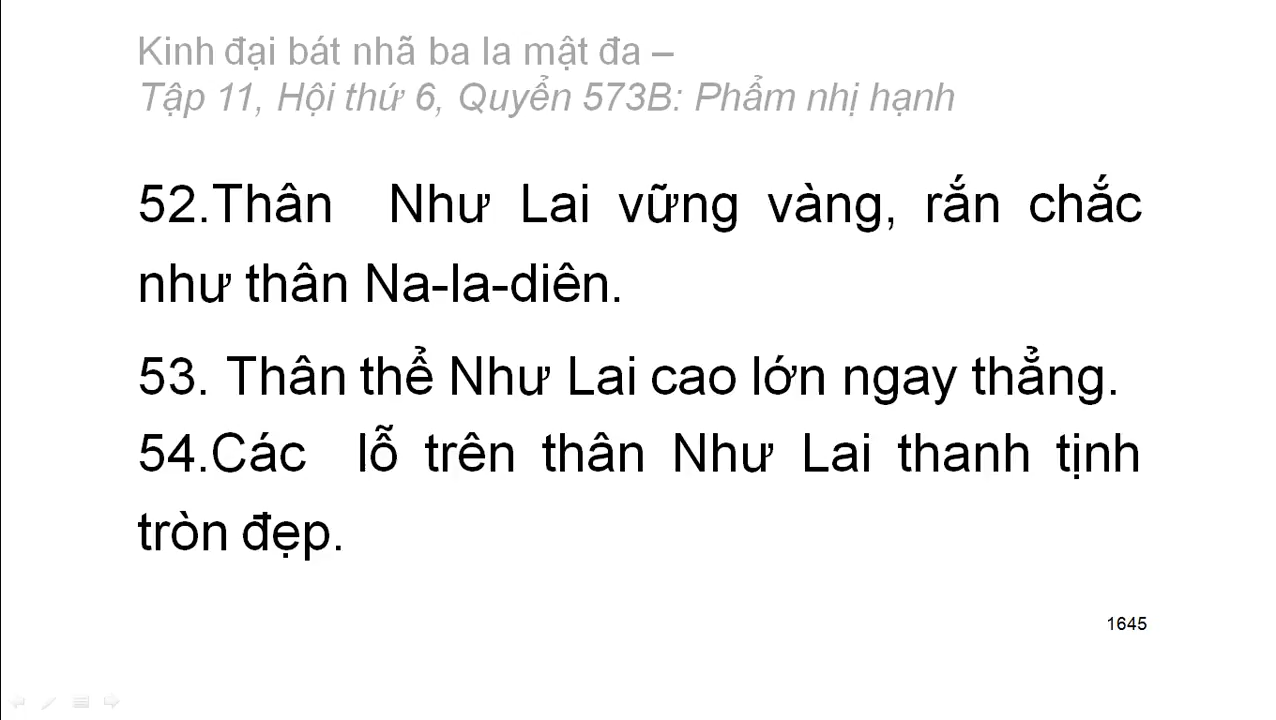 Kinh đại bát nhã ba la mật đa –
Tập 11, Hội thứ 6, Quyển 573B: Phẩm nhị hạnh
52.Thân Như Lai vững vàng, rắn chắc
như thân Na-la-diên.
53. Thân thể Như Lai cao lớn ngay thẳng.
54.Các lỗ trên thân Như Lai thanh tịnh
tròn đẹp.
1645